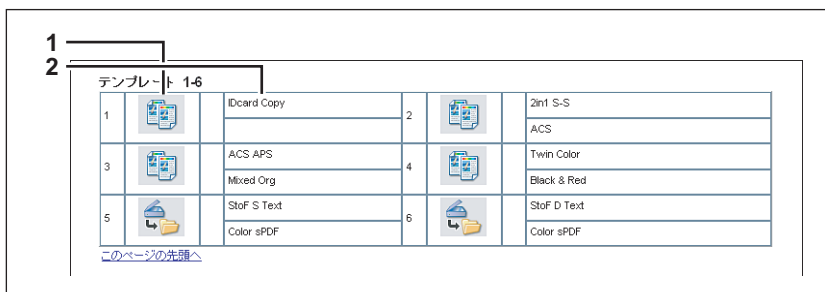 1
2
テンプレート 1-6
1 IDcard Copy 2 2in1 S-S
ACS
3 ACS APS 4 Twin Color
Mixed Org Black & Red
5 StoF S Text 6 StoF D Text
Color sPDF Color sPDF
このページの先頭へ